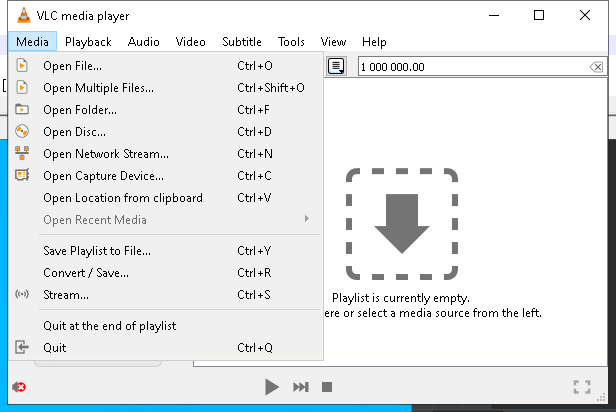 VLC media player
Media Playback Audio Video Subtitle Tools View Help
Open File... Ctrl+O
1 000 000.00
Open Multiple Files... Ctrl+Shift+O
Open Folder... Ctrl+F
Open Disc... Ctrl+D
Open Network Stream... Ctrl+N
Open Capture Device... Ctrl+C
Open Location from clipboard Ctrl+V
Open Recent Media
Save Playlist to File... Ctrl+Y
Convert / Save... Ctrl+R
Stream... Ctrl+S
Playlist is currently empty.
ere or select a media source from the left.
Quit at the end of playlist
Quit Ctrl+Q